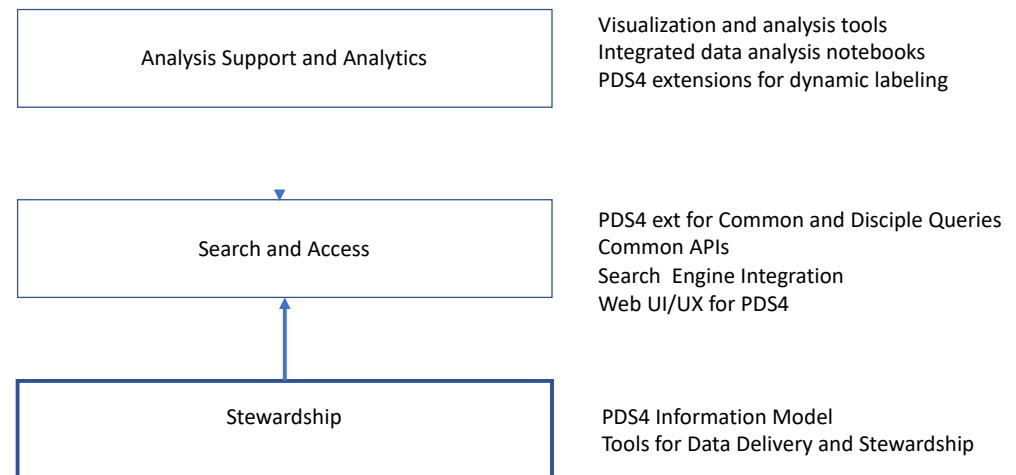 Analysis Support and Analytics
Visualization and analysis tools
Integrated data analysis notebooks
PDS4 extensions for dynamic labeling
Search and Access
PDS4 ext for Common and Disciple Queries
Common APIs
Search  Engine Integration
Web UI/UX for PDS4
Stewardship
PDS4 Information Model
Tools for Data Delivery and Stewardship